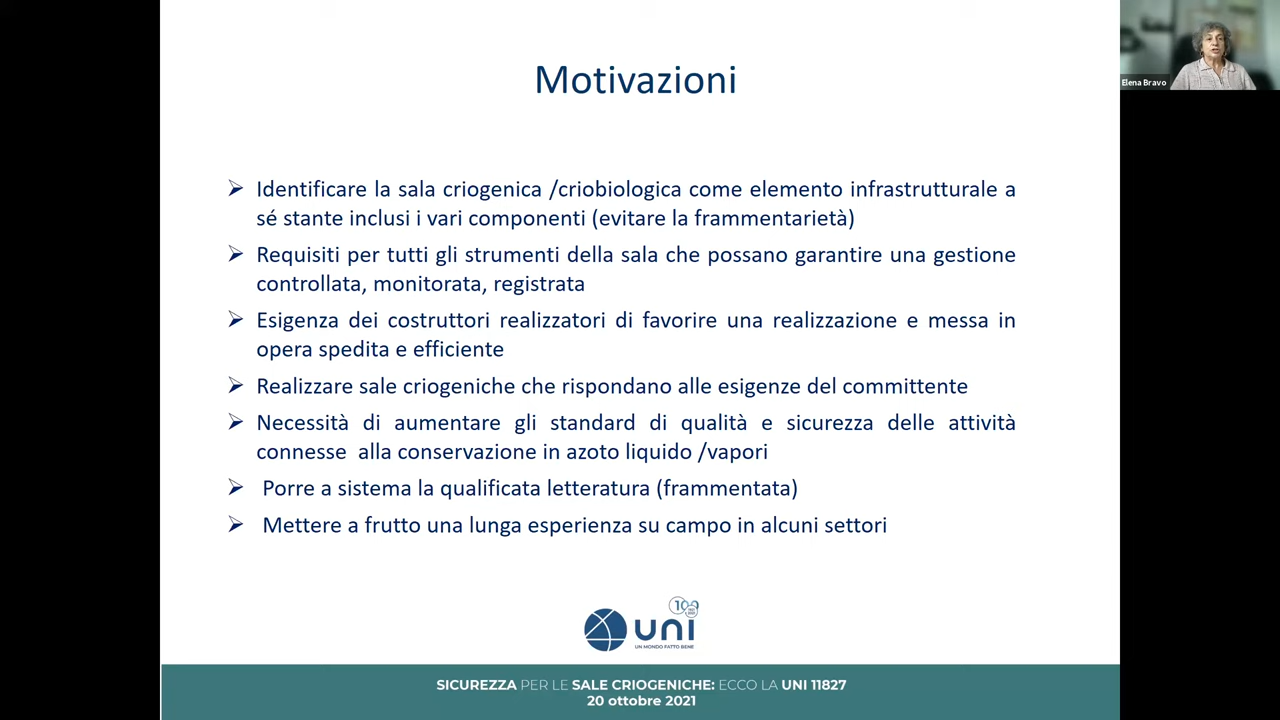 Motivazioni
Elena Bravo
➢ Identificare la sala criogenica /criobiologica come elemento infrastrutturale a
sé stante inclusi i vari componenti (evitare la frammentarietà)
➢ Requisiti per tutti gli strumenti della sala che possano garantire una gestione
controllata, monitorata, registrata
➢ Esigenza dei costruttori realizzatori di favorire una realizzazione e messa in
opera spedita e efficiente
➢ Realizzare sale criogeniche che rispondano alle esigenze del committente
➢ Necessità di aumentare gli standard di qualità e sicurezza delle attività
connesse alla conservazione in azoto liquido /vapori
➢ Porre a sistema la qualificata letteratura (frammentata)
➢ Mettere a frutto una lunga esperienza su campo in alcuni settori
100
uni
UN MONDO FATTO BENE
SICUREZZA PER LE SALE CRIOGENICHE: ECCO LA UNI 11827
20 ottobre 2021